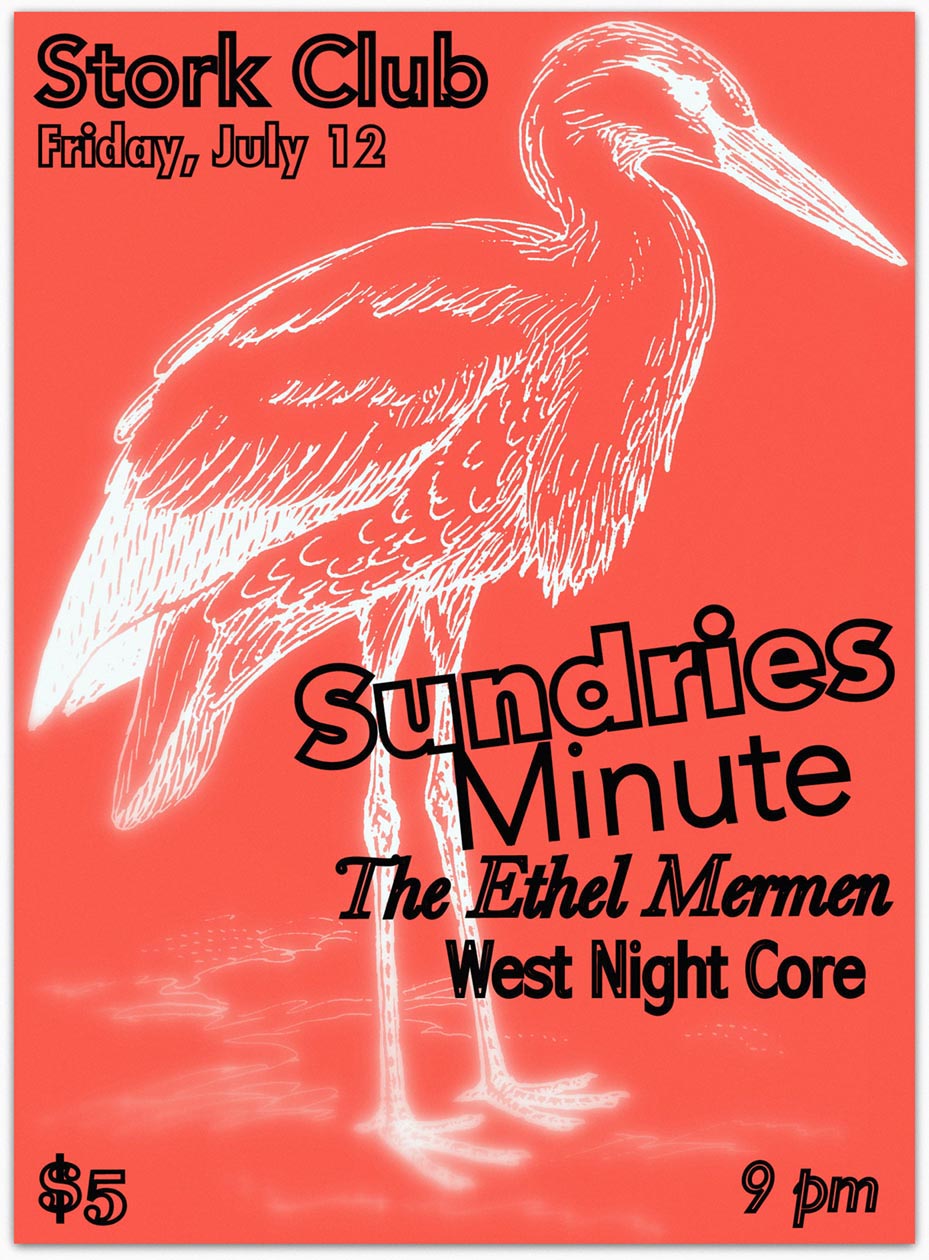 Stork Club
Friday, July 12
Sundries
Minute
The Ethel Mermen
West Night Core
$5
9 pm